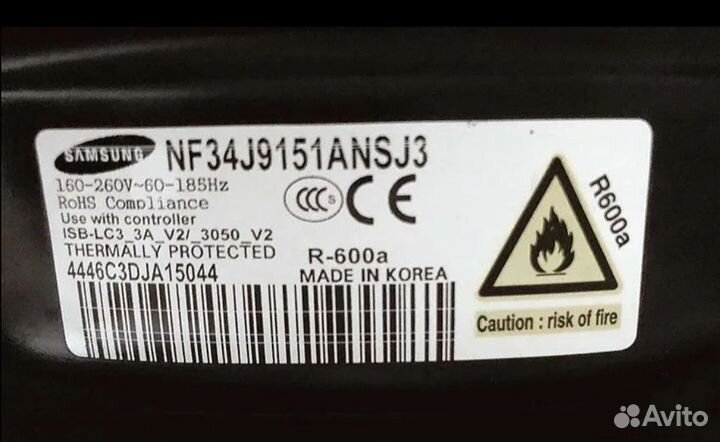 SAMSUNG NF34J9151ANSJ3
160-260V~60-185Hz
RoHS Compliance
Use with controller
ISB-LC3_3A_V2/_3050_V2
THERMALLY PROTECTED
R-600a
4446C3DJA15044
MADE IN KOREA
CCC S CE
R600a
Caution : risk of fire
Avito